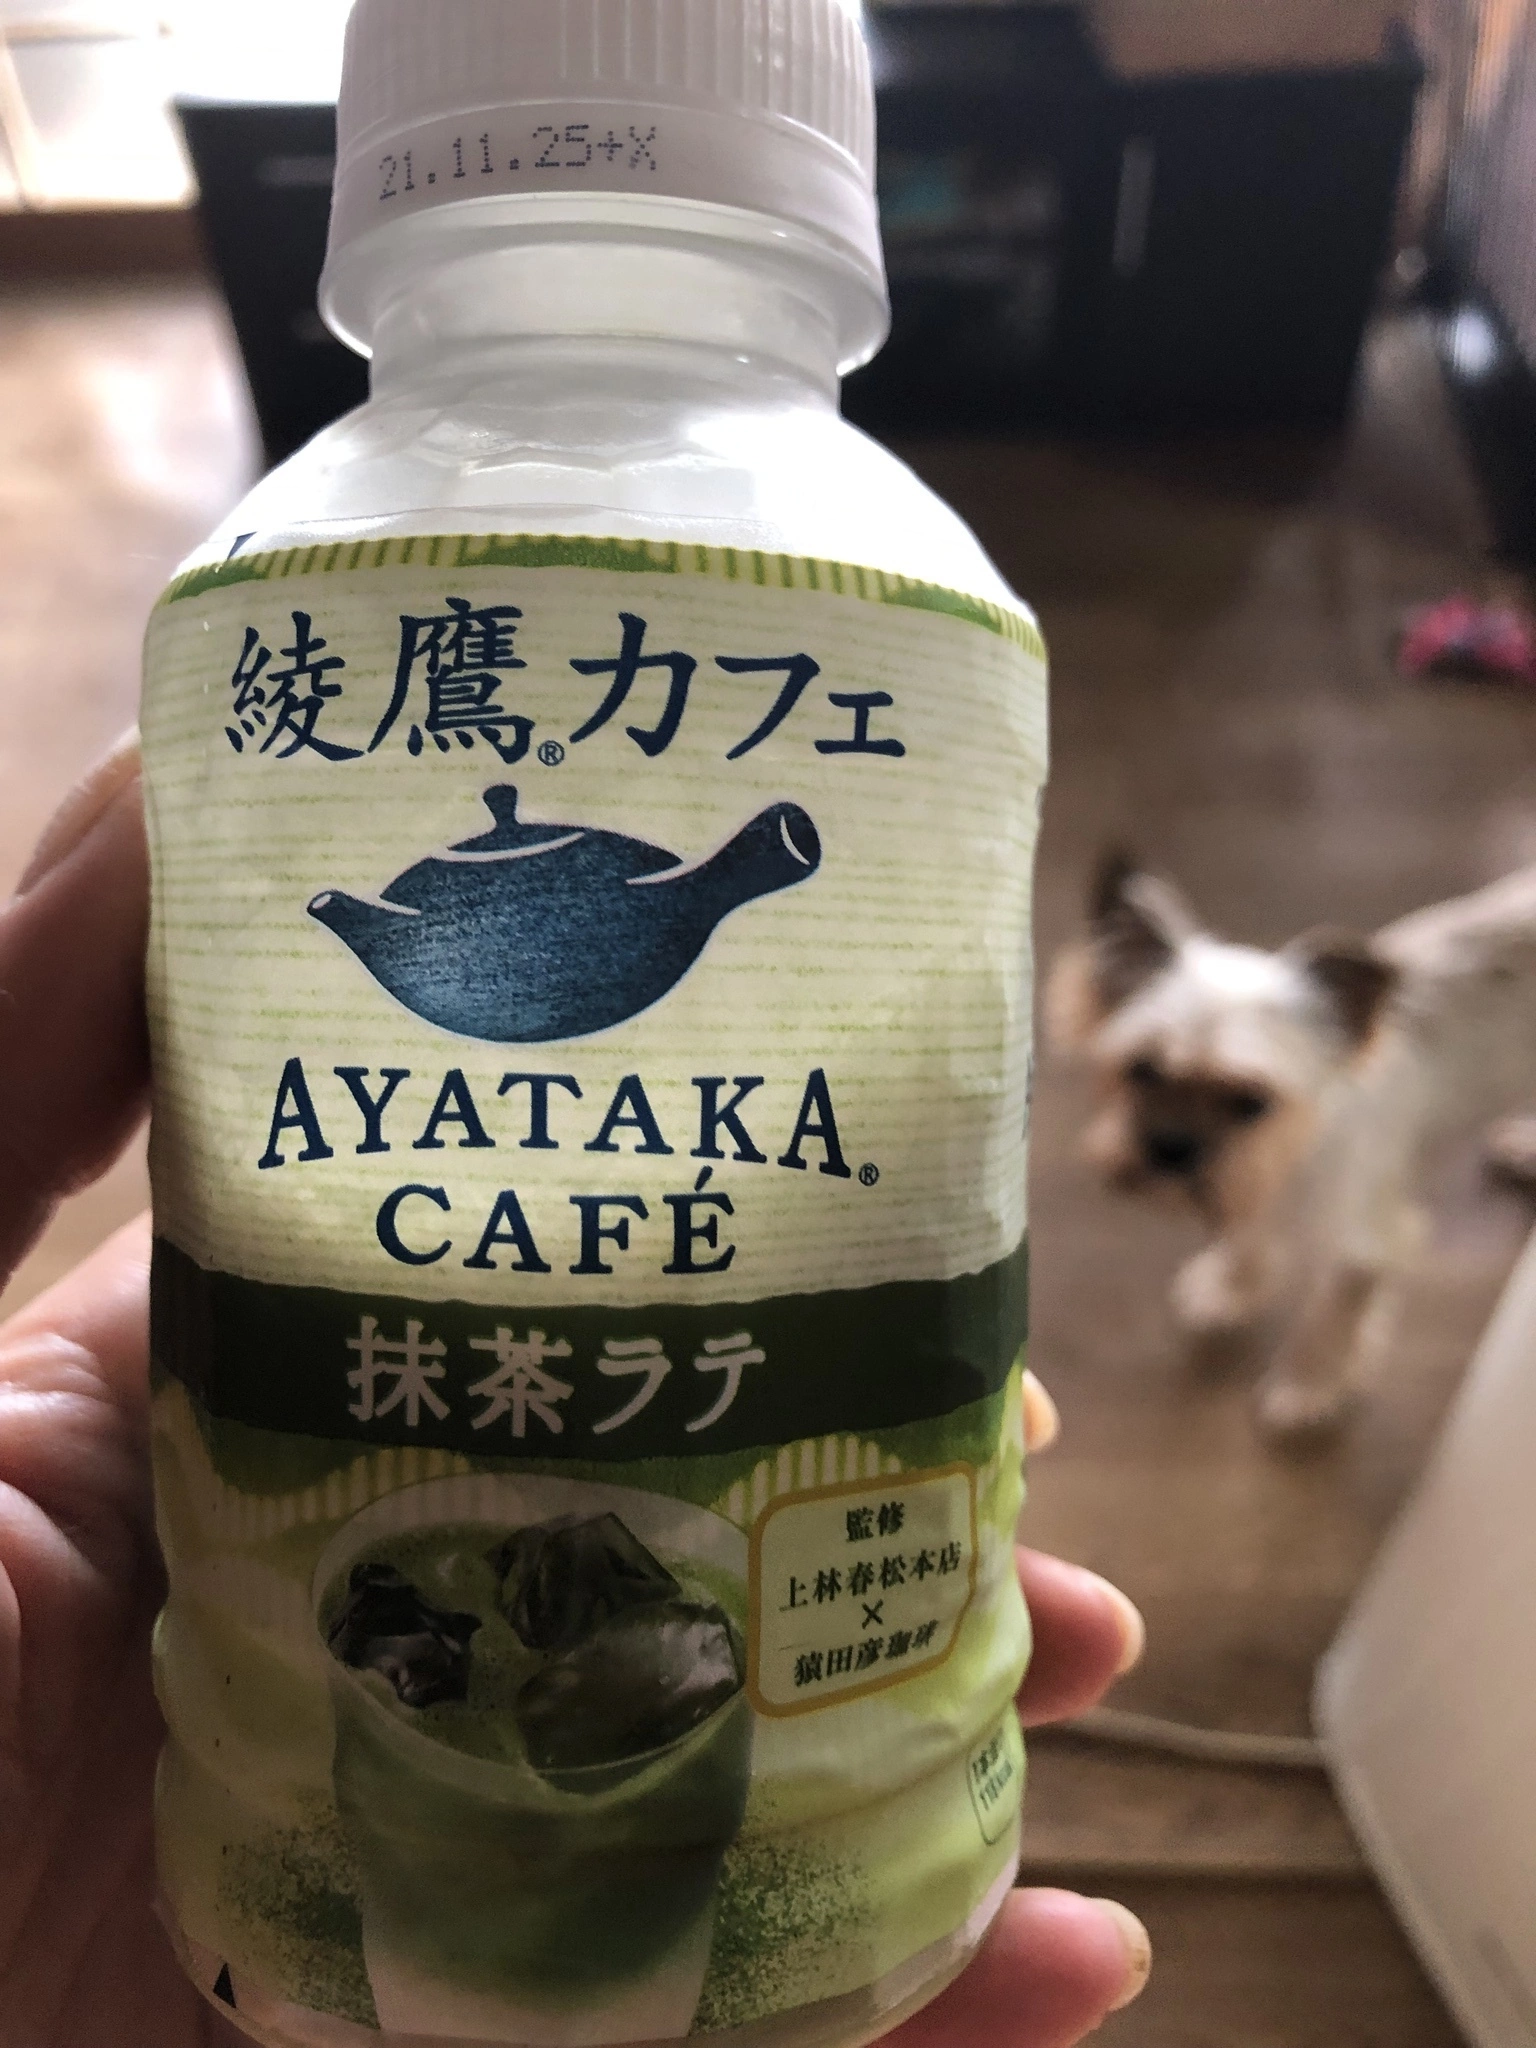 21.11.25+X
綾鷹®カフェ
AYATAKA®
CAFÉ
抹茶ラテ
監修
上林春松本店
×
猿田彦珈琲